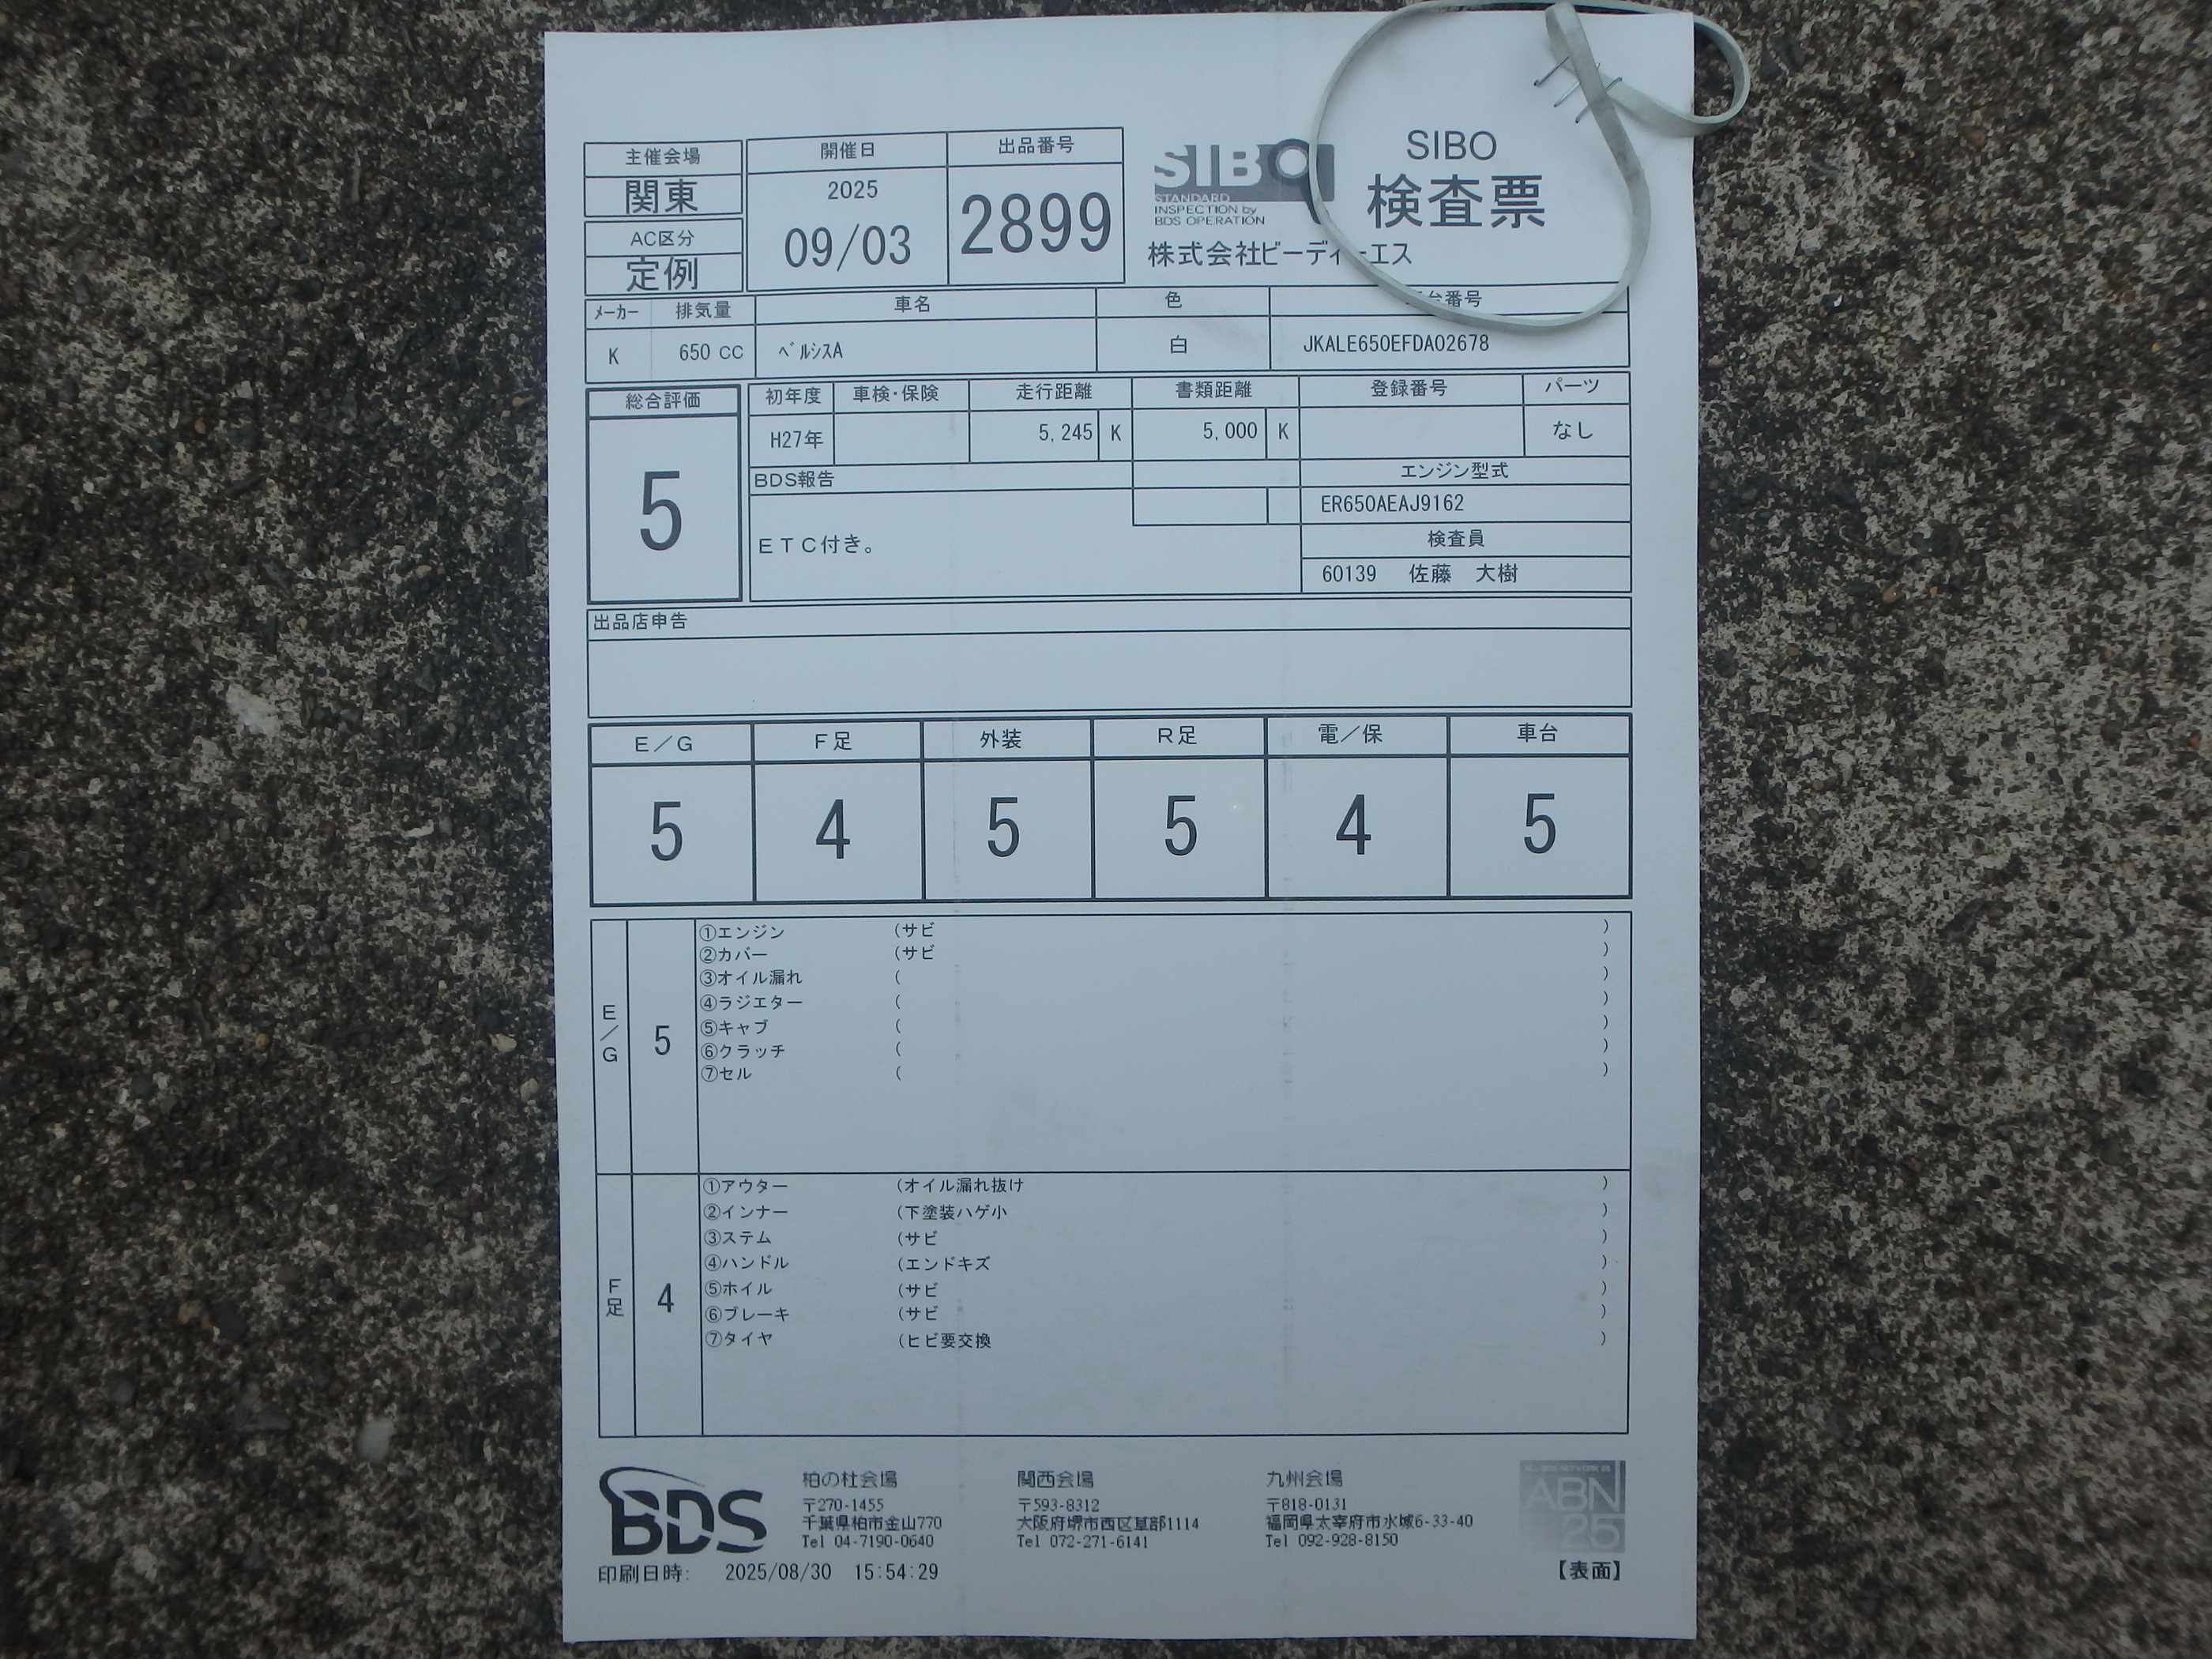 主催会場
関東
AC区分
定例
開催日
2025
09/03
出品番号
2899
SIBO
STANDARD
INSPECTION by
BDS OPERATION
株式会社ビーディーエス
SIBO
検査票
ﾒｰｶｰ 排気量 車名 色 台番号
K 650 CC ﾍﾞﾙｼｽA 白 JKALE650EFDA02678
総合評価
5
初年度 車検・保険 走行距離 書類距離 登録番号 パーツ
H27年 5,245 K 5,000 K なし
BDS報告
ETC付き。
エンジン型式
ER650AEAJ9162
検査員
60139 佐藤 大樹
出品店申告
E/G F足 外装 R足 電/保 車台
5 4 5 5 4 5
E/G 5
①エンジン (サビ )
②カバー (サビ )
③オイル漏れ ( )
④ラジエター ( )
⑤キャブ ( )
⑥クラッチ ( )
⑦セル ( )
F足 4
①アウター (オイル漏れ抜け )
②インナー (下塗装ハゲ小 )
③ステム (サビ )
④ハンドル (エンドキズ )
⑤ホイル (サビ )
⑥ブレーキ (サビ )
⑦タイヤ (ヒビ要交換 )
BDS
柏の杜会場
〒270-1455
千葉県柏市金山770
Tel 04-7190-0640
関西会場
〒593-8312
大阪府堺市西区草部1114
Tel 072-271-6141
九州会場
〒818-0131
福岡県太宰府市水城6-33-40
Tel 092-928-8150
ABN
25
印刷日時: 2025/08/30 15:54:29
【表面】